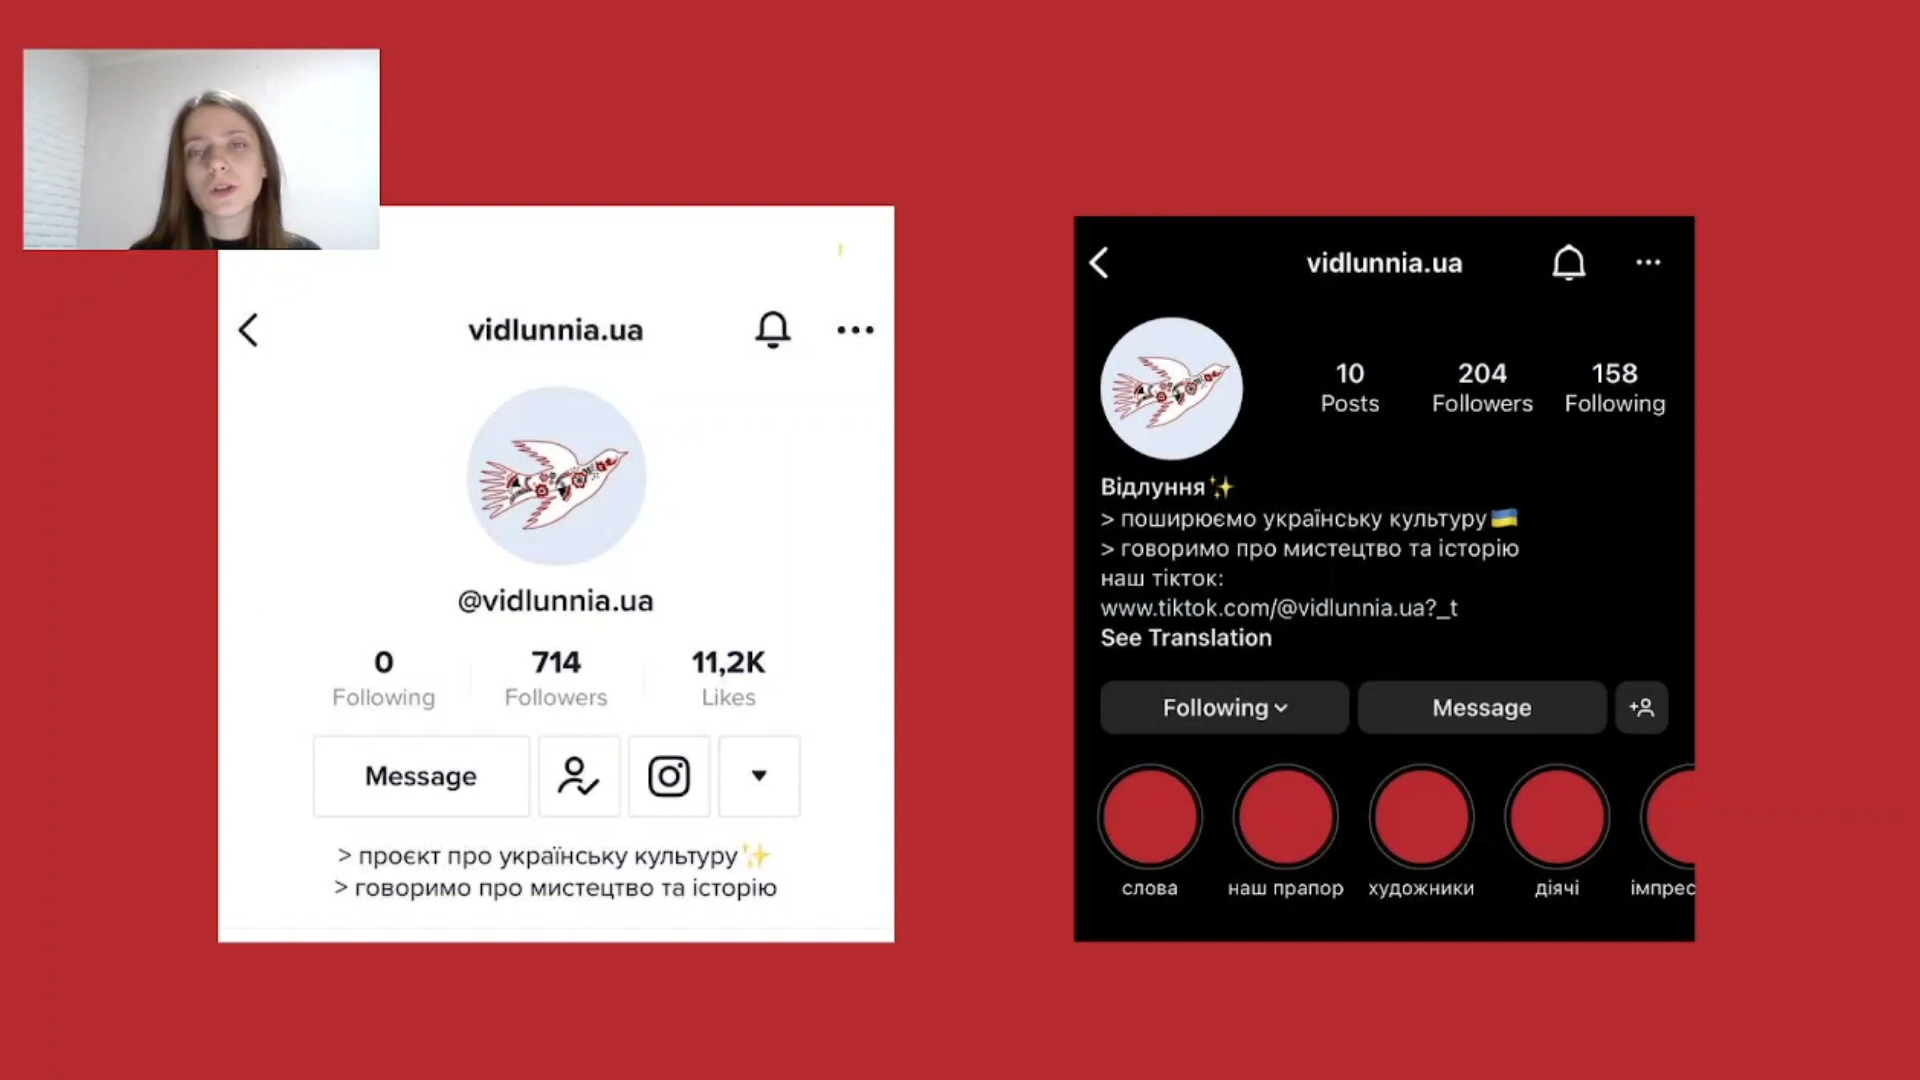 vidlunnia.ua
@vidlunnia.ua
0 714 11,2K
Following Followers Likes
Message
> проєкт про українську культуру✨
> говоримо про мистецтво та історію
vidlunnia.ua
10 204 158
Posts Followers Following
Відлуння✨
> поширюємо українську культуру🇺🇦
> говоримо про мистецтво та історію
наш тікток:
www.tiktok.com/@vidlunnia.ua?_t
See Translation
Following Message
слова наш прапор художники діячі імпрес